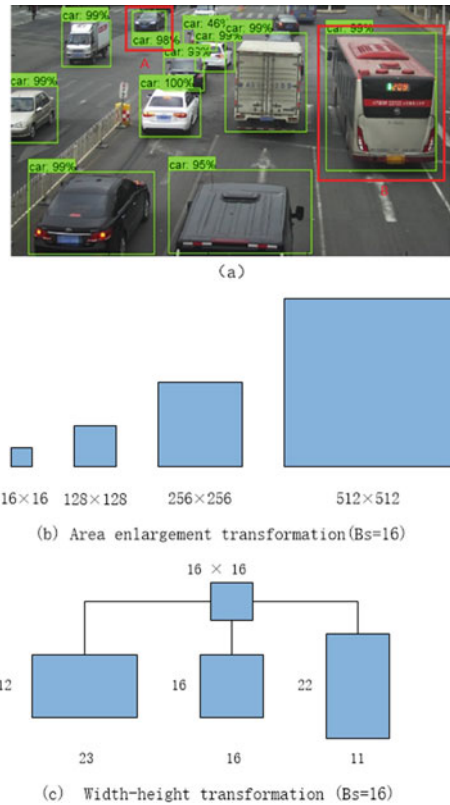 car: 99%
car: 98%
A
car: 46%
car: 99%
car: 99%
car: 99%
car: 99%
car: 99%
car: 100%
car: 99%
car: 95%
(a)
16×16 128×128 256×256 512×512
(b) Area enlargement transformation(Bs=16)
16 × 16
12 16 22
23 16 11
(c) Width-height transformation (Bs=16)